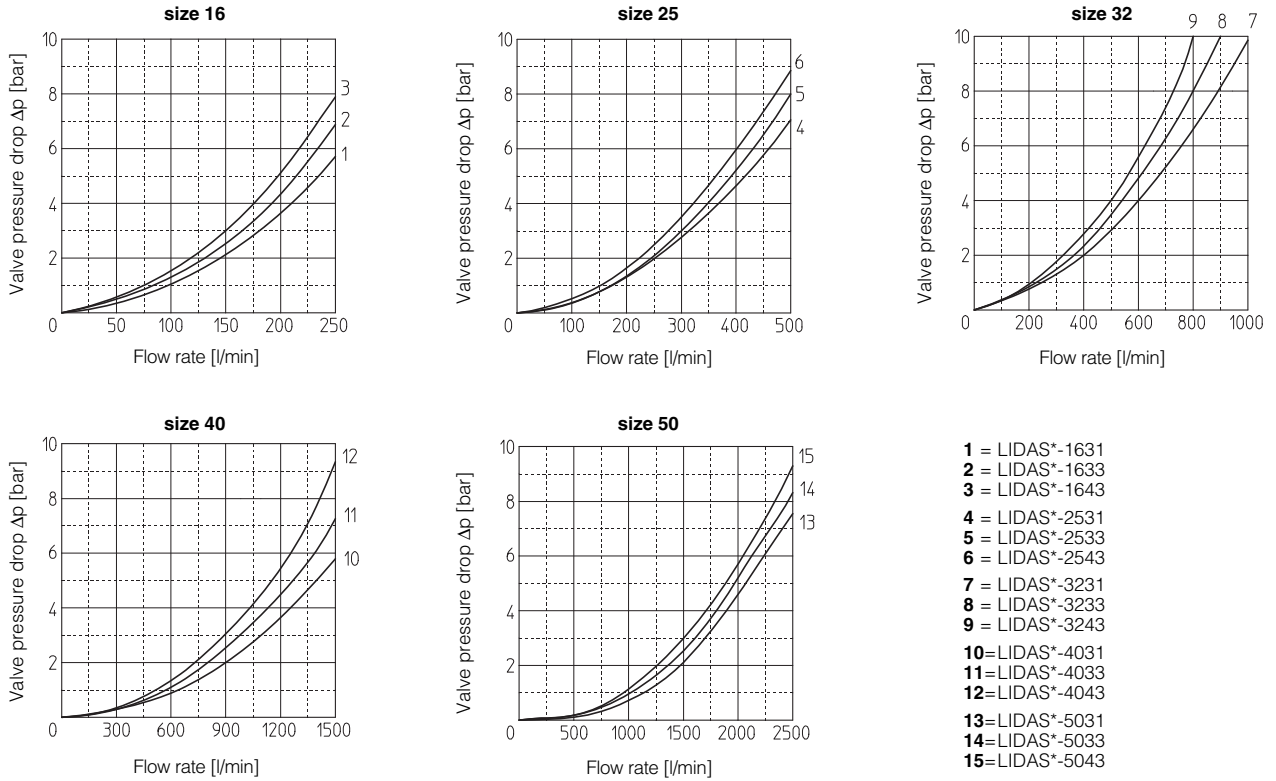 size 16
Valve pressure drop Δp [bar]
10
8
6
4
2
0
50
100
150
200
250
3
2
1
Flow rate [l/min]
size 25
Valve pressure drop Δp [bar]
10
8
6
4
2
0
100
200
300
400
500
6
5
4
Flow rate [l/min]
size 32
9
8
7
Valve pressure drop Δp [bar]
10
8
6
4
2
0
200
400
600
800
1000
Flow rate [l/min]
size 40
Valve pressure drop Δp [bar]
10
8
6
4
2
0
300
600
900
1200
1500
12
11
10
Flow rate [l/min]
size 50
Valve pressure drop Δp [bar]
10
8
6
4
2
0
500
1000
1500
2000
2500
15
14
13
Flow rate [l/min]
1 = LIDAS*-1631
2 = LIDAS*-1633
3 = LIDAS*-1643
4 = LIDAS*-2531
5 = LIDAS*-2533
6 = LIDAS*-2543
7 = LIDAS*-3231
8 = LIDAS*-3233
9 = LIDAS*-3243
10=LIDAS*-4031
11=LIDAS*-4033
12=LIDAS*-4043
13=LIDAS*-5031
14=LIDAS*-5033
15=LIDAS*-5043